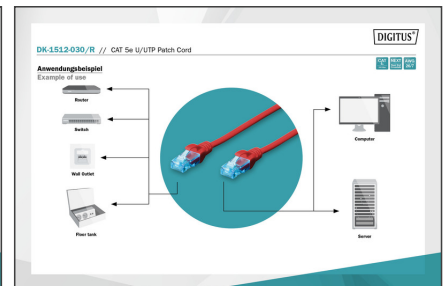 DIGITUS®
DK-1512-030/R // CAT 5e U/UTP Patch Cord
Anwendungsbeispiel
Example of use
Router
Switch
Wall Outlet
Floor tank
Computer
Server